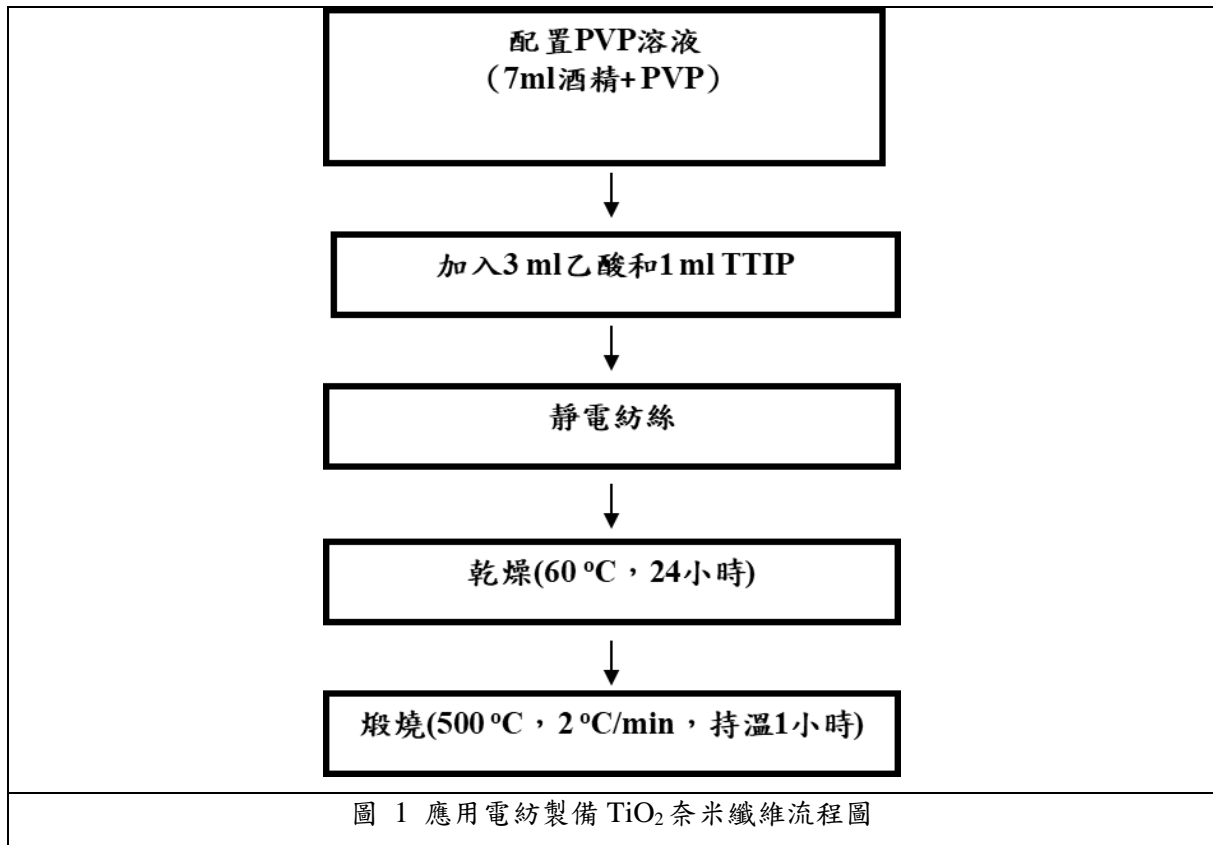 配置PVP溶液
（7ml酒精+ PVP）
加入3 ml乙酸和1 ml TTIP
靜電紡絲
乾燥(60 ºC，24小時)
煅燒(500 ºC，2 ºC/min，持溫1小時)
圖 1 應用電紡製備 TiO₂ 奈米纖維流程圖